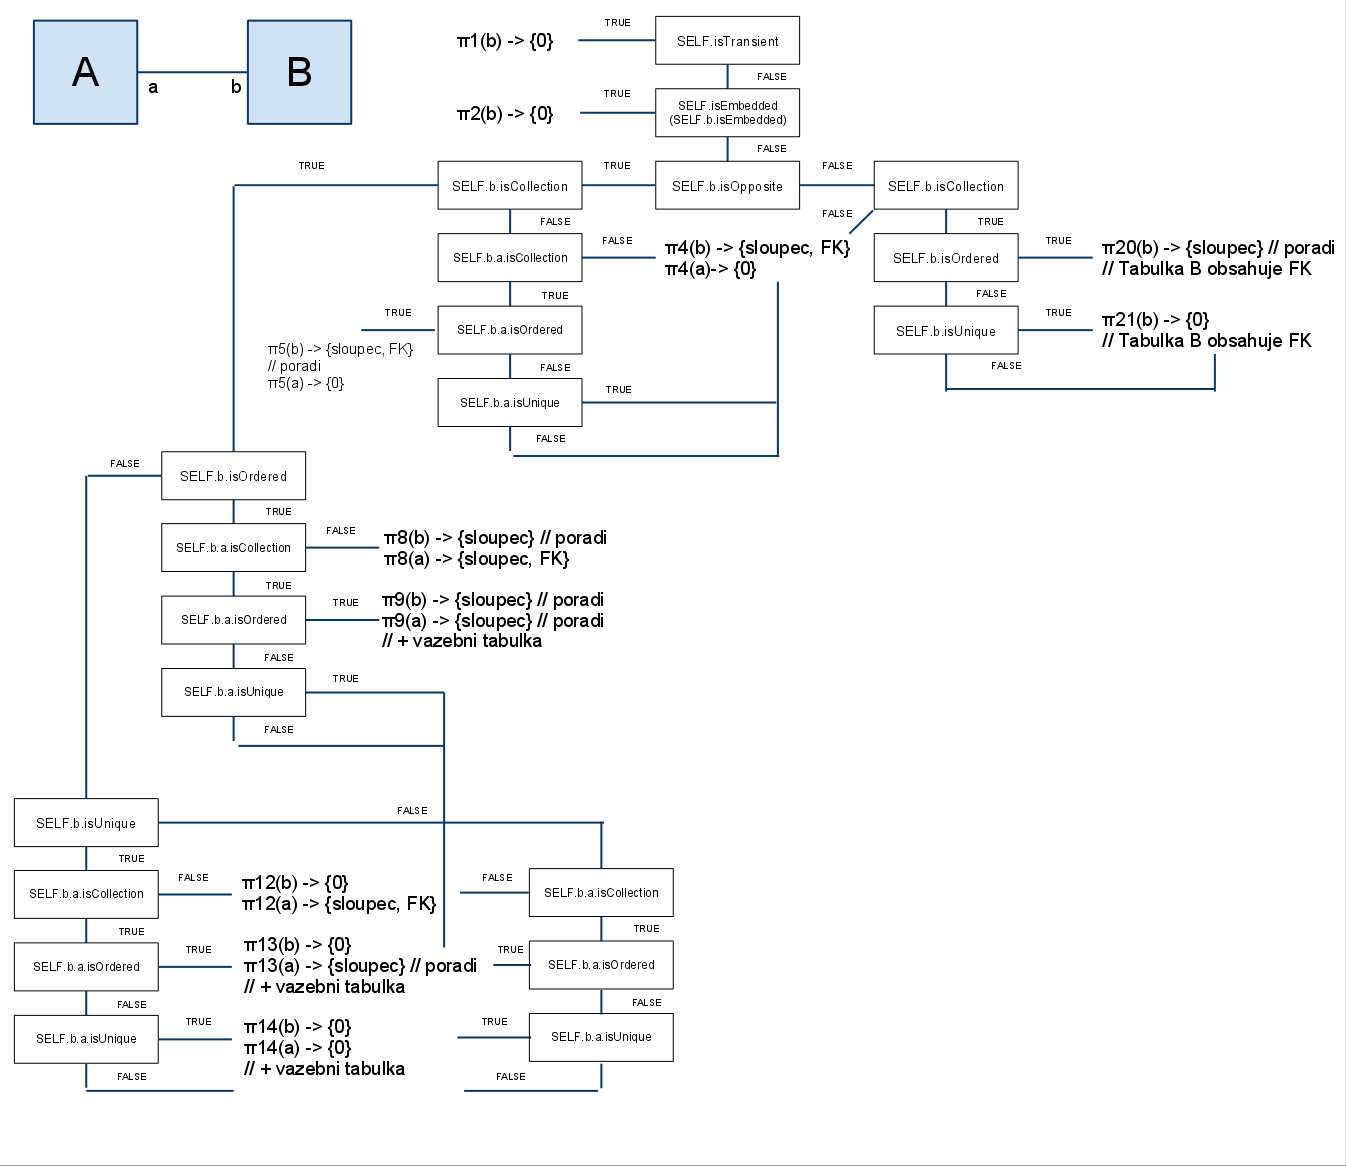 A
a
b
B
π1(b) -> {0}
TRUE
SELF.isTransient
FALSE
π2(b) -> {0}
TRUE
SELF.isEmbedded
(SELF.b.isEmbedded)
FALSE
TRUE
SELF.b.isCollection
TRUE
SELF.b.isOpposite
FALSE
SELF.b.isCollection
FALSE
FALSE
TRUE
SELF.b.a.isCollection
FALSE
π4(b) -> {sloupec, FK}
π4(a)-> {0}
SELF.b.isOrdered
TRUE
π20(b) -> {sloupec} // poradi
// Tabulka B obsahuje FK
TRUE
FALSE
TRUE
SELF.b.a.isOrdered
SELF.b.isUnique
TRUE
π21(b) -> {0}
// Tabulka B obsahuje FK
π5(b) -> {sloupec, FK}
// poradi
π5(a) -> {0}
FALSE
FALSE
SELF.b.a.isUnique
TRUE
FALSE
FALSE
SELF.b.isOrdered
TRUE
SELF.b.a.isCollection
FALSE
π8(b) -> {sloupec} // poradi
π8(a) -> {sloupec, FK}
TRUE
SELF.b.a.isOrdered
TRUE
π9(b) -> {sloupec} // poradi
π9(a) -> {sloupec} // poradi
// + vazebni tabulka
FALSE
SELF.b.a.isUnique
TRUE
FALSE
SELF.b.isUnique
FALSE
TRUE
SELF.b.a.isCollection
FALSE
π12(b) -> {0}
π12(a) -> {sloupec, FK}
FALSE
SELF.b.a.isCollection
TRUE
TRUE
SELF.b.a.isOrdered
TRUE
π13(b) -> {0}
π13(a) -> {sloupec} // poradi
// + vazebni tabulka
TRUE
SELF.b.a.isOrdered
FALSE
FALSE
SELF.b.a.isUnique
TRUE
π14(b) -> {0}
π14(a) -> {0}
// + vazebni tabulka
TRUE
SELF.b.a.isUnique
FALSE
FALSE